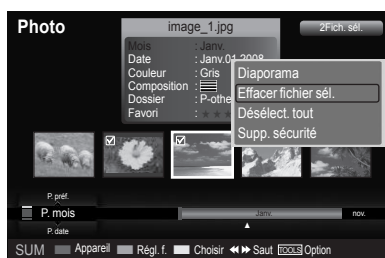 Photo
image_1.jpg
2Fich. sél.
Mois : Janv.
Date : Janv.01.2008
Couleur : Gris
Composition :
Dossier : P-othe
Favori :
Diaporama
Effacer fichier sél.
Désélect. tout
Supp. sécurité
P. préf.
P. mois
Janv.
nov.
P. date
SUM
Appareil
Régl. f.
Choisir
Saut
TOOLS Option